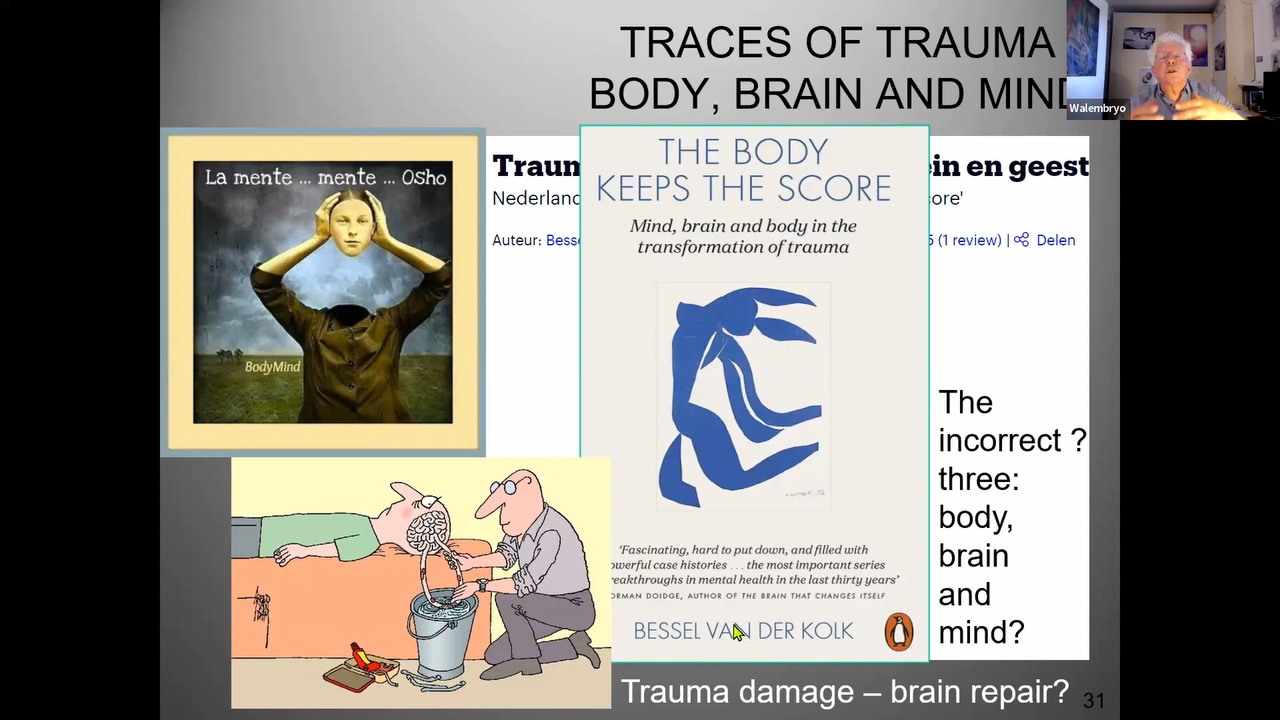 TRACES OF TRAUMA
BODY, BRAIN AND MIND
Walembryo
La mente ... mente ... Osho
BodyMind
Traum
ein en geest
Nederland
ore'
Auteur: Besse
5 (1 review) | Delen
THE BODY
KEEPS THE SCORE
Mind, brain and body in the
transformation of trauma
'Fascinating, hard to put down, and filled with
owerful case histories . . . the most important series
reakthroughs in mental health in the last thirty years'
ORMAN DOIDGE, AUTHOR OF THE BRAIN THAT CHANGES ITSELF
BESSEL VAN DER KOLK
The
incorrect ?
three:
body,
brain
and
mind?
Trauma damage – brain repair?
31